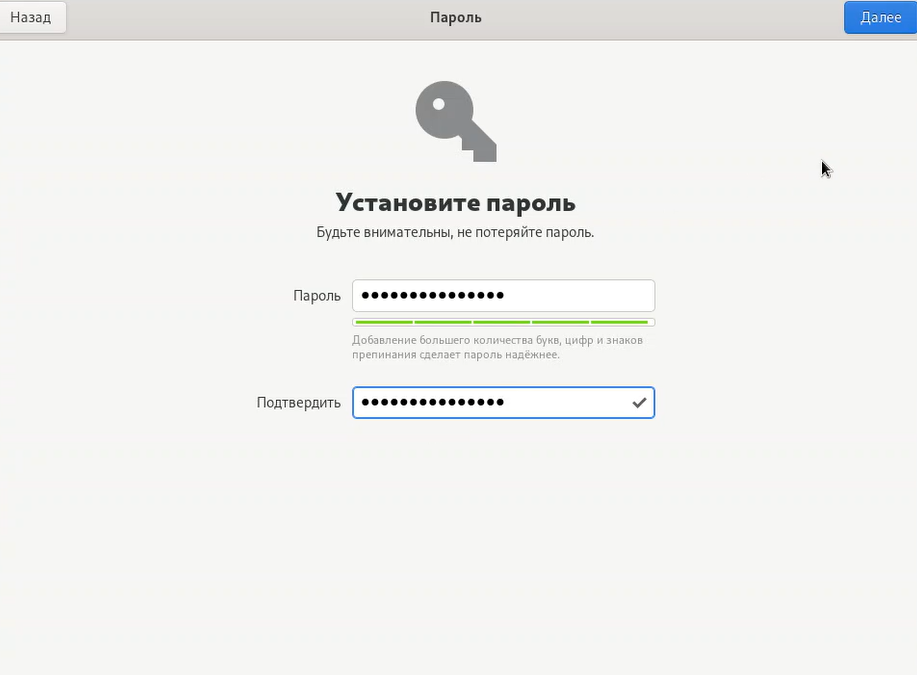 Назад
Пароль
Далее
Установите пароль
Будьте внимательны, не потеряйте пароль.
Пароль
●●●●●●●●●●●●●●●
Добавление большего количества букв, цифр и знаков
препинания сделает пароль надёжнее.
Подтвердить
●●●●●●●●●●●●●●●